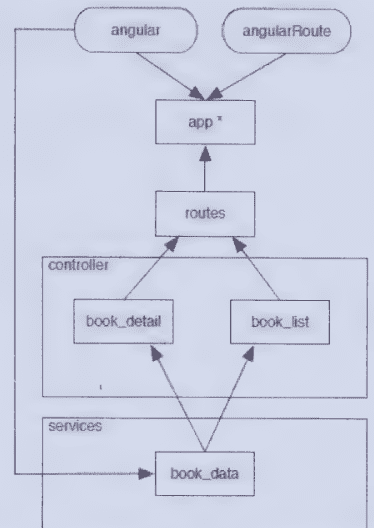 angular
angularRoute
app *
routes
controller
book_detail
book_list
services
book_data